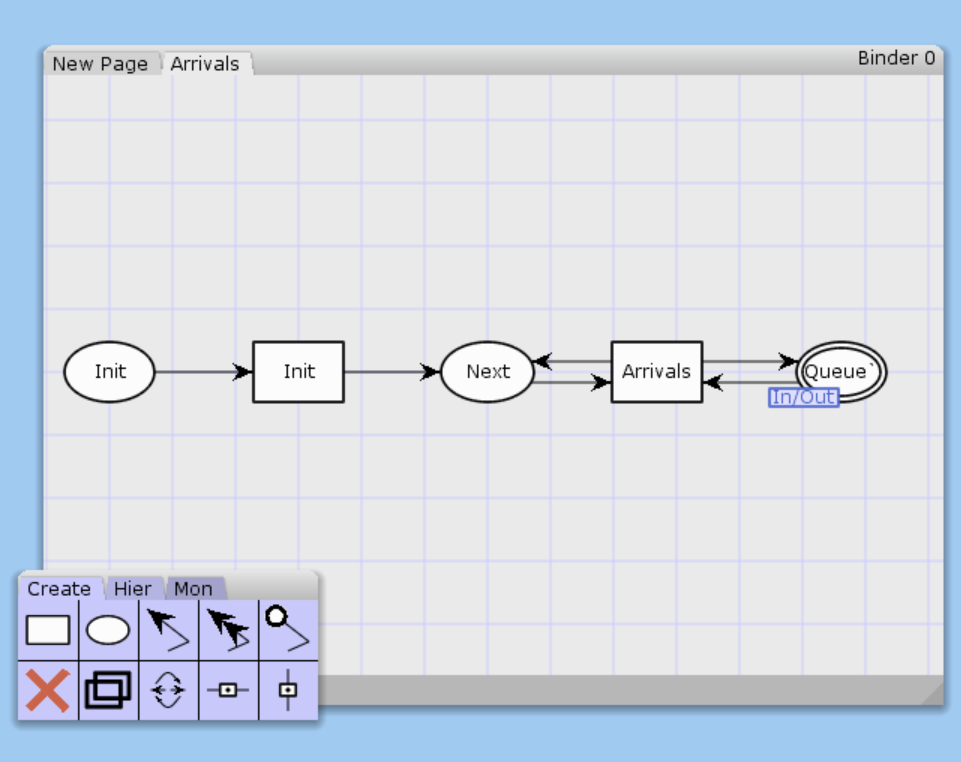 New Page Arrivals Binder 0
Init Init Next Arrivals Queue`
In/Out
Create Hier Mon